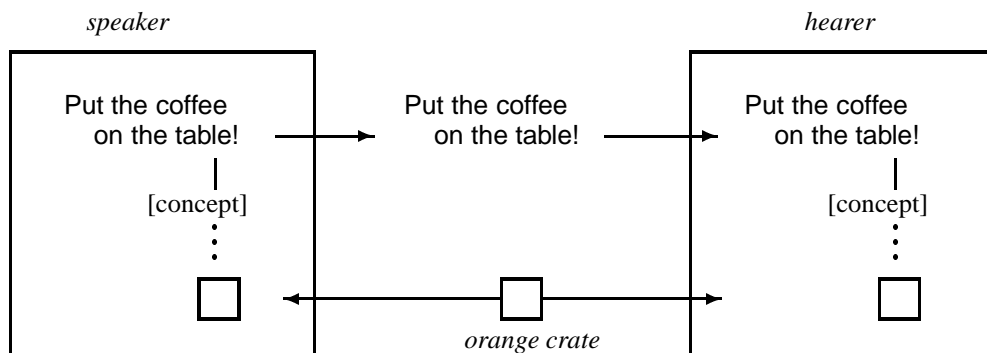 speaker
hearer
Put the coffee
on the table!
Put the coffee
on the table!
Put the coffee
on the table!
[concept]
[concept]
orange crate